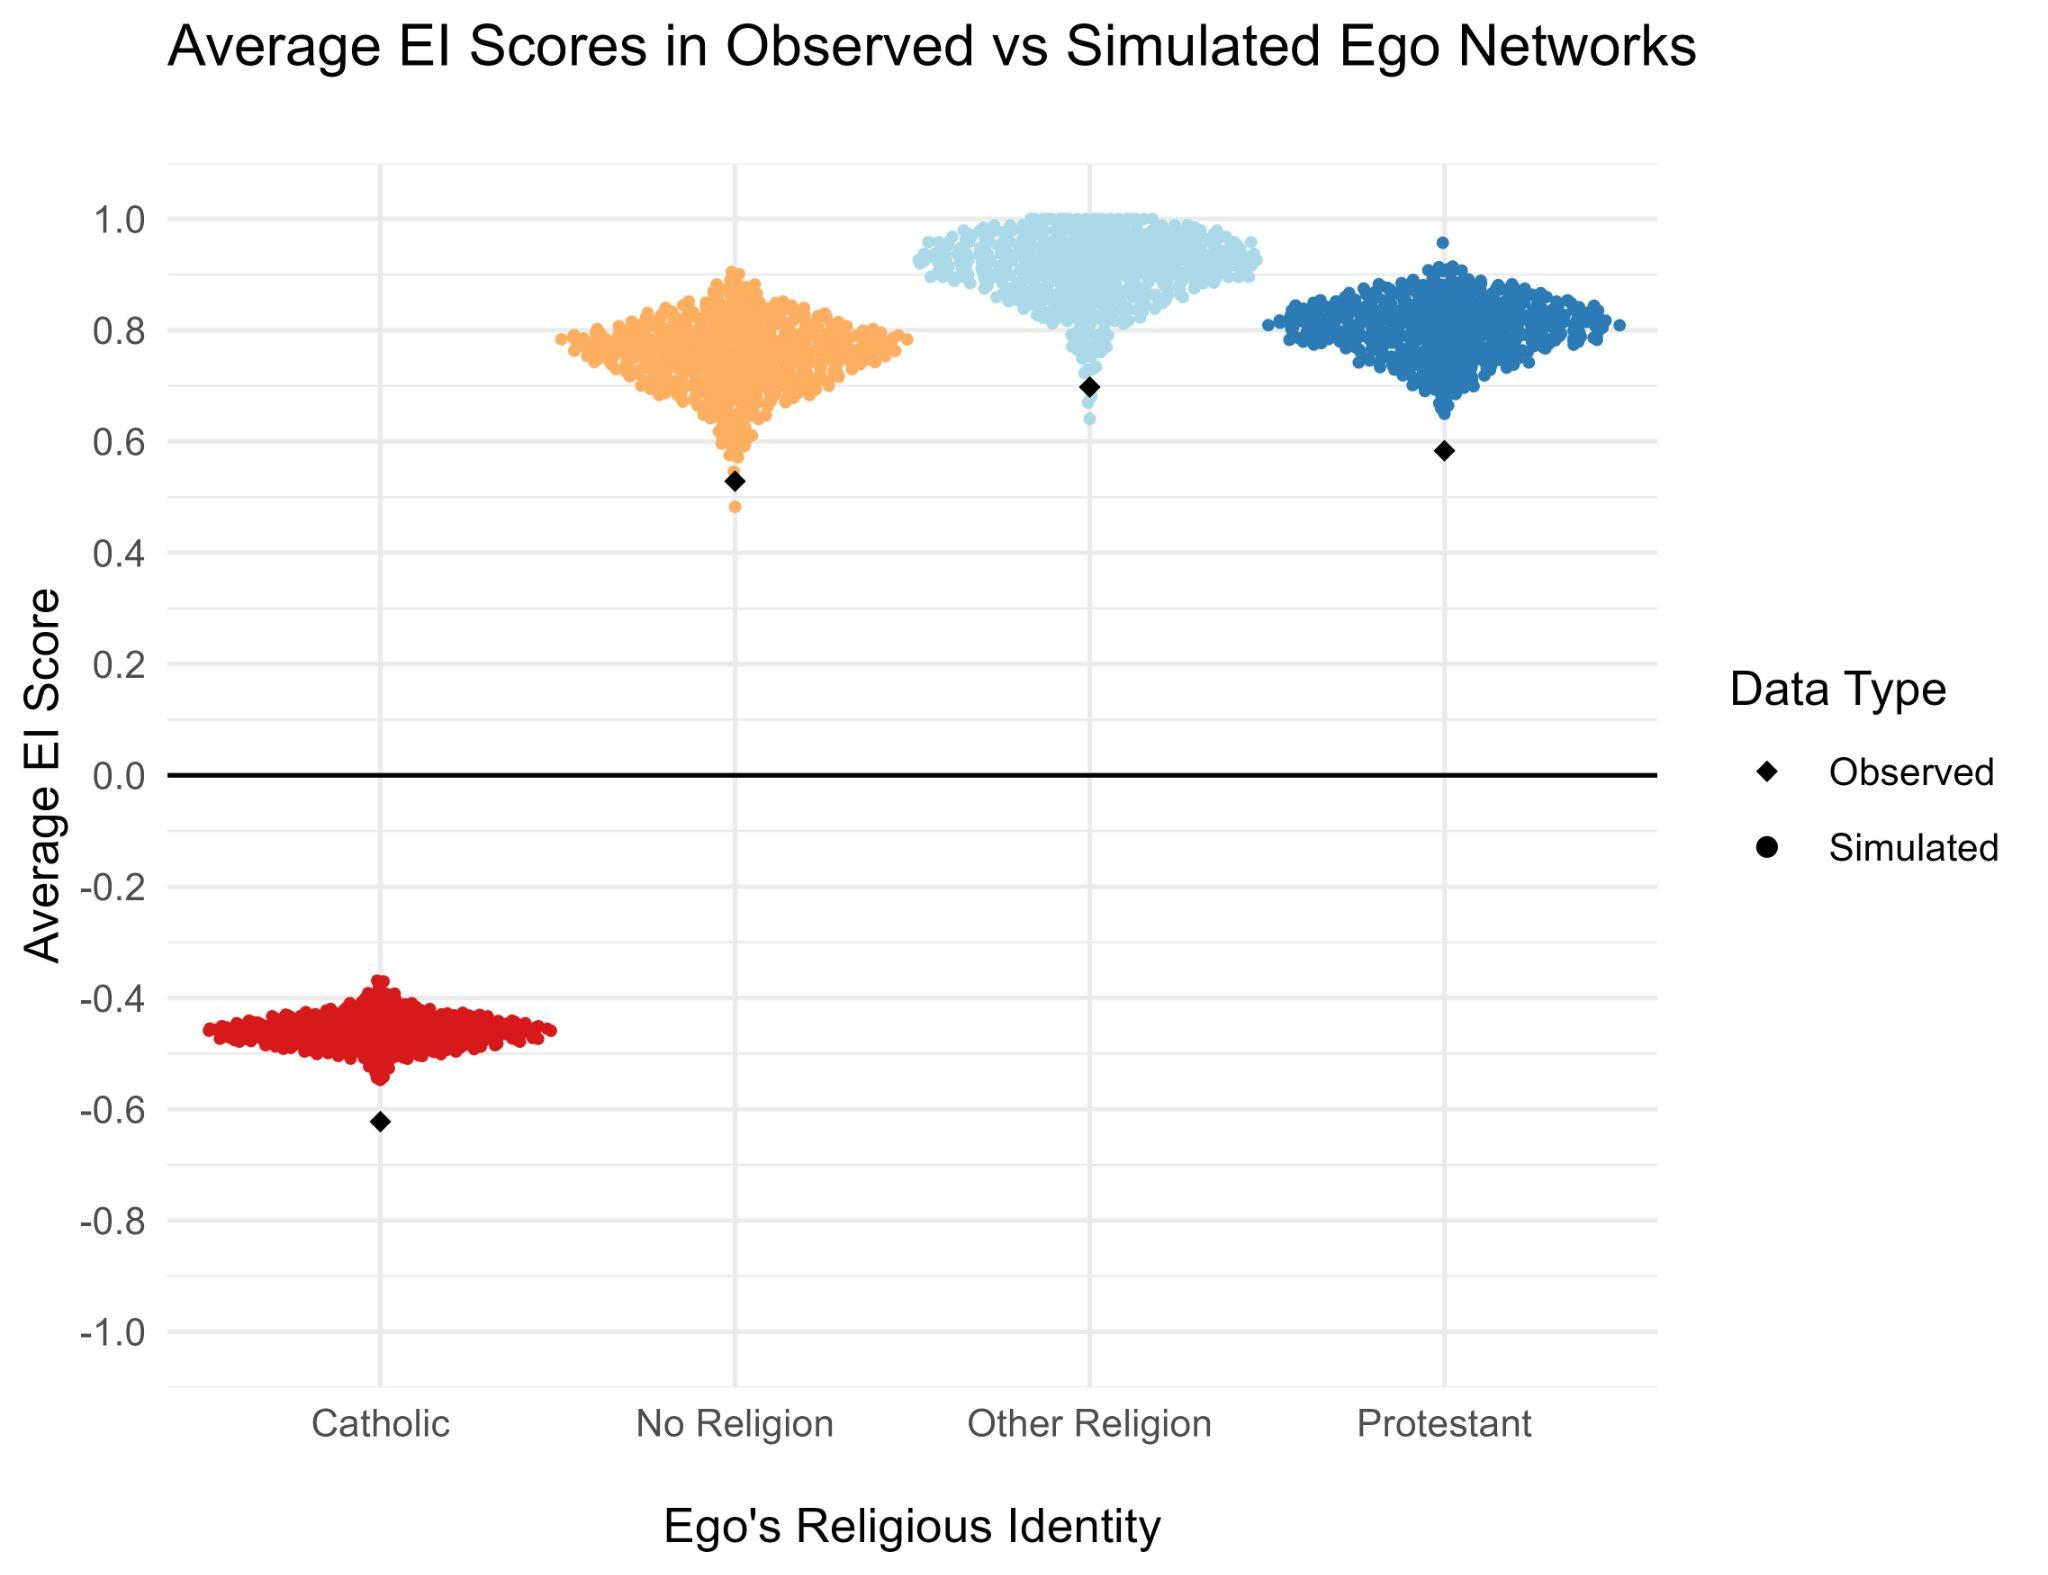 Average EI Scores in Observed vs Simulated Ego Networks
Average EI Score
1.0
0.8
0.6
0.4
0.2
0.0
-0.2
-0.4
-0.6
-0.8
-1.0
Catholic
No Religion
Other Religion
Protestant
Ego's Religious Identity
Data Type
Observed
Simulated